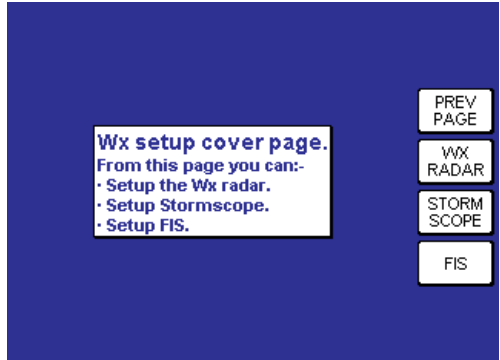 Wx setup cover page.
From this page you can:-
· Setup the Wx radar.
· Setup Stormscope.
· Setup FIS.
PREV
PAGE
WX
RADAR
STORM
SCOPE
FIS